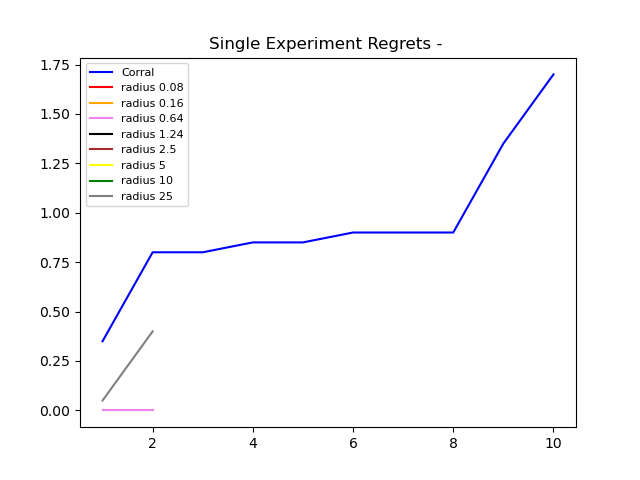 Single Experiment Regrets -
1.75
1.50
1.25
1.00
0.75
0.50
0.25
0.00
Corral
radius 0.08
radius 0.16
radius 0.64
radius 1.24
radius 2.5
radius 5
radius 10
radius 25
2 4 6 8 10